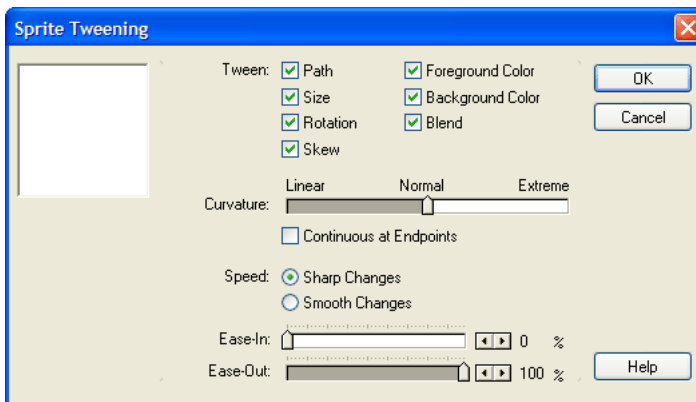 Sprite Tweening
Tween: Path Foreground Color OK
Size Background Color
Rotation Blend Cancel
Skew
Linear Normal Extreme
Curvature:
Continuous at Endpoints
Speed: Sharp Changes
Smooth Changes
Ease-In: 0 %
Ease-Out: 100 % Help